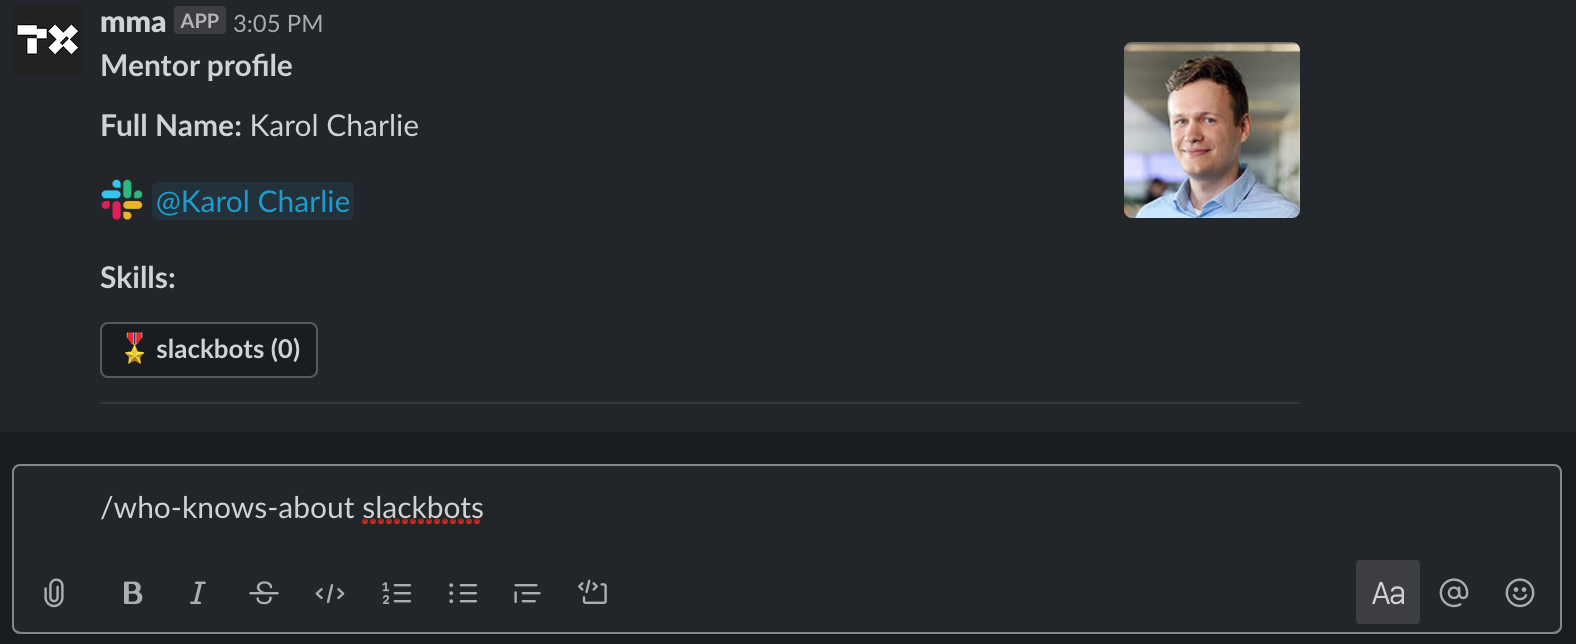 TX
mma APP 3:05 PM
Mentor profile
Full Name: Karol Charlie
@Karol Charlie
Skills:
slackbots (0)
/who-knows-about slackbots
B I S </> Aa @